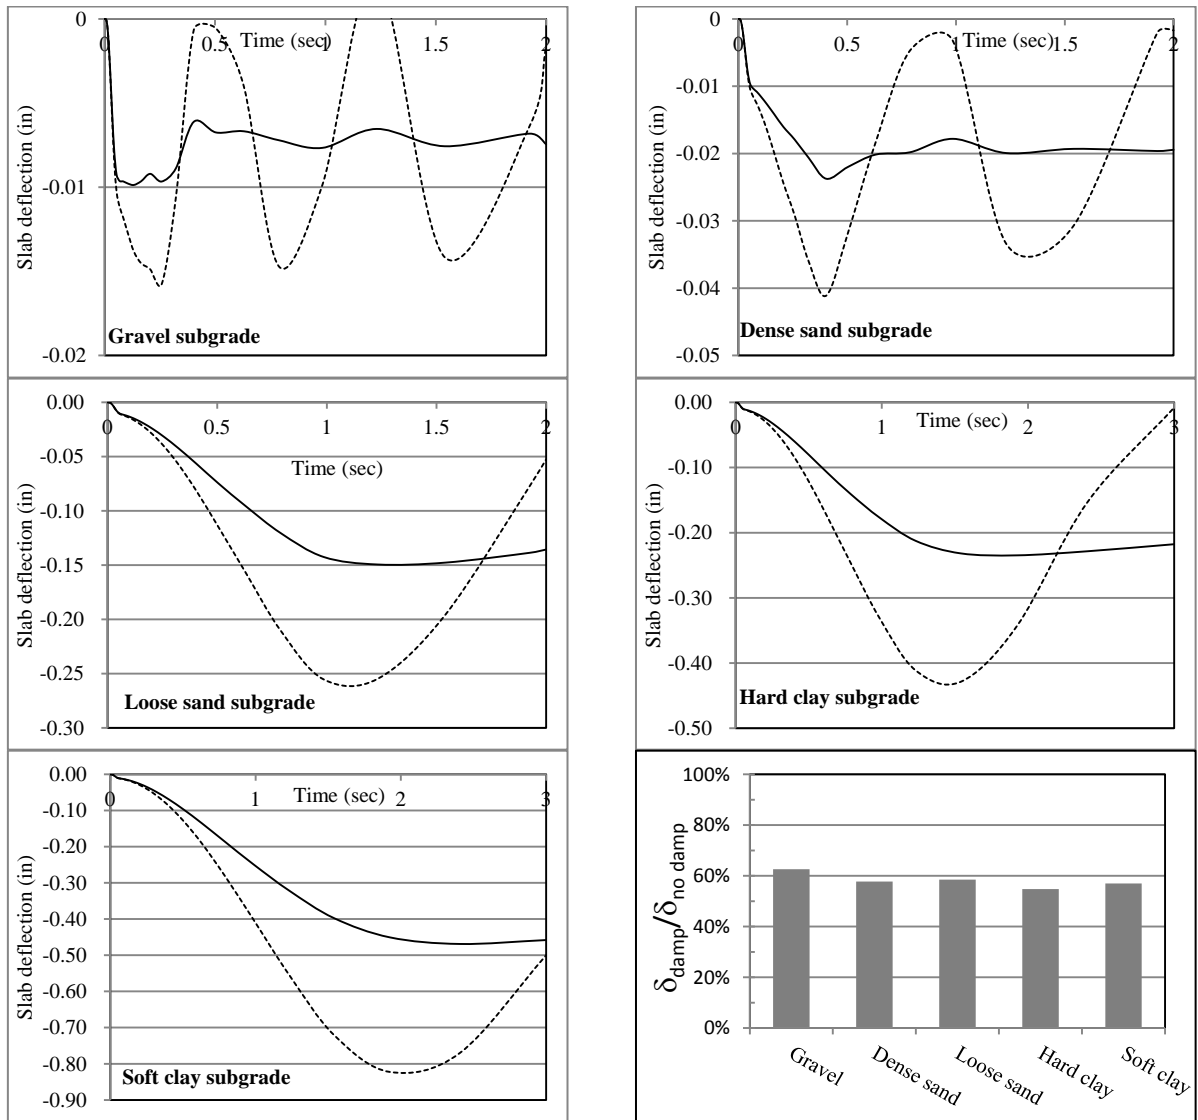 0
-0.01
-0.02
0 0.5 1 1.5 2
Time (sec)
Slab deflection (in)
Gravel subgrade
0
-0.01
-0.02
-0.03
-0.04
-0.05
0 0.5 1 1.5 2
Time (sec)
Slab deflection (in)
Dense sand subgrade
0.00
-0.05
-0.10
-0.15
-0.20
-0.25
-0.30
0 0.5 1 1.5 2
Time (sec)
Slab deflection (in)
Loose sand subgrade
0.00
-0.10
-0.20
-0.30
-0.40
-0.50
0 1 2 3
Time (sec)
Slab deflection (in)
Hard clay subgrade
0.00
-0.10
-0.20
-0.30
-0.40
-0.50
-0.60
-0.70
-0.80
-0.90
0 1 2 3
Time (sec)
Slab deflection (in)
Soft clay subgrade
100%
80%
60%
40%
20%
0%
δdamp/δno damp
Gravel
Dense sand
Loose sand
Hard clay
Soft clay